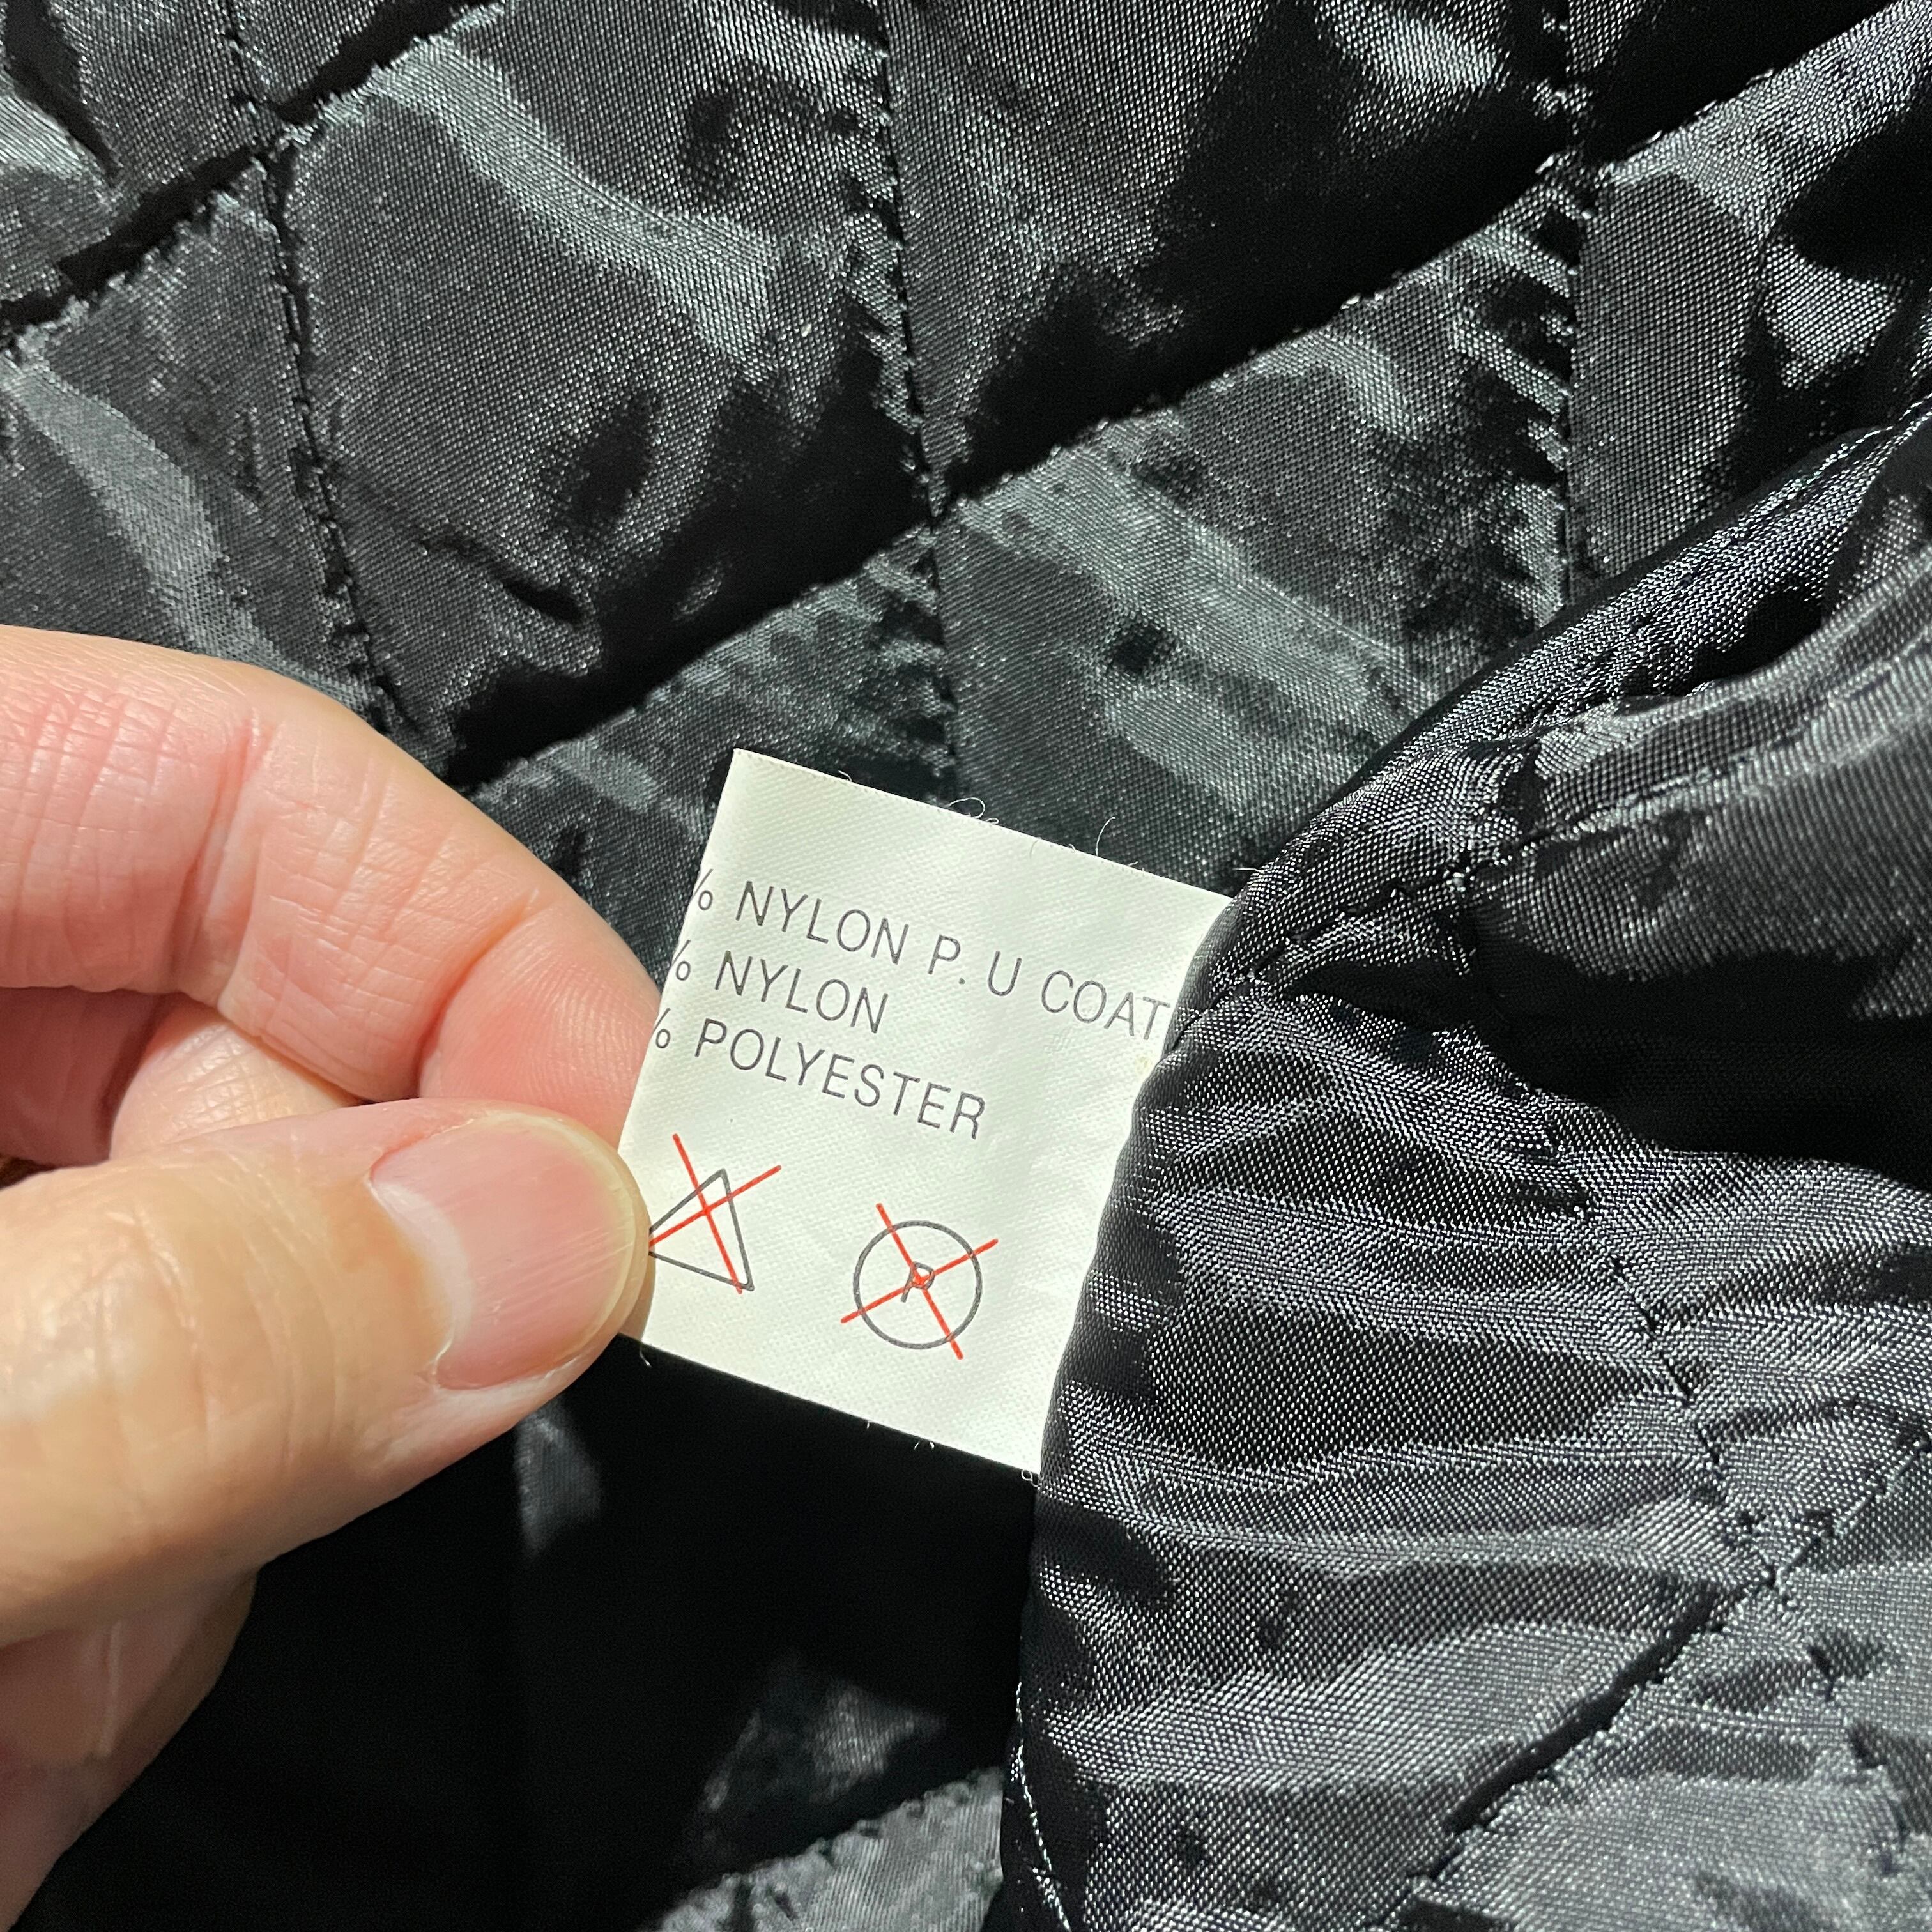 % NYLON P. U COAT
% NYLON
% POLYESTER
P